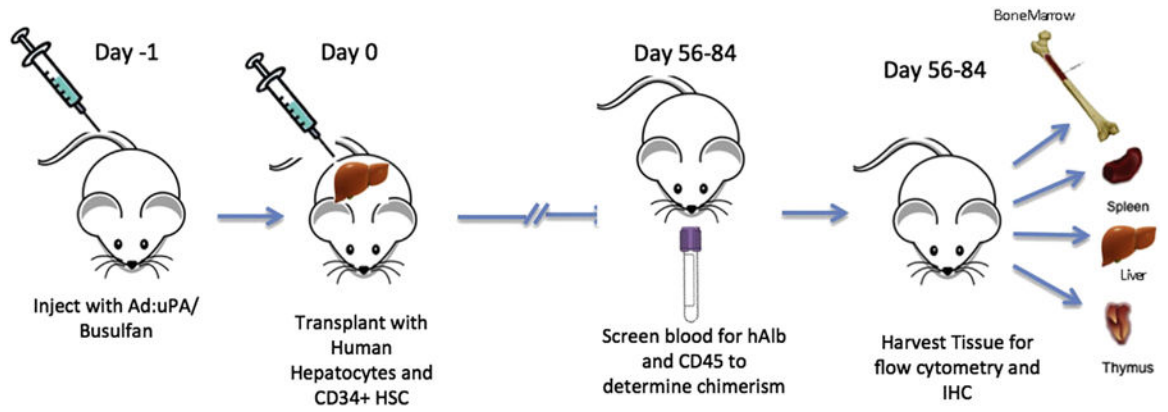 Day -1
Inject with Ad:uPA/
Busulfan
Day 0
Transplant with
Human
Hepatocytes and
CD34+ HSC
Day 56-84
Screen blood for hAlb
and CD45 to
determine chimerism
Day 56-84
Harvest Tissue for
flow cytometry and
IHC
BoneMarrow
Spleen
Liver
Thymus